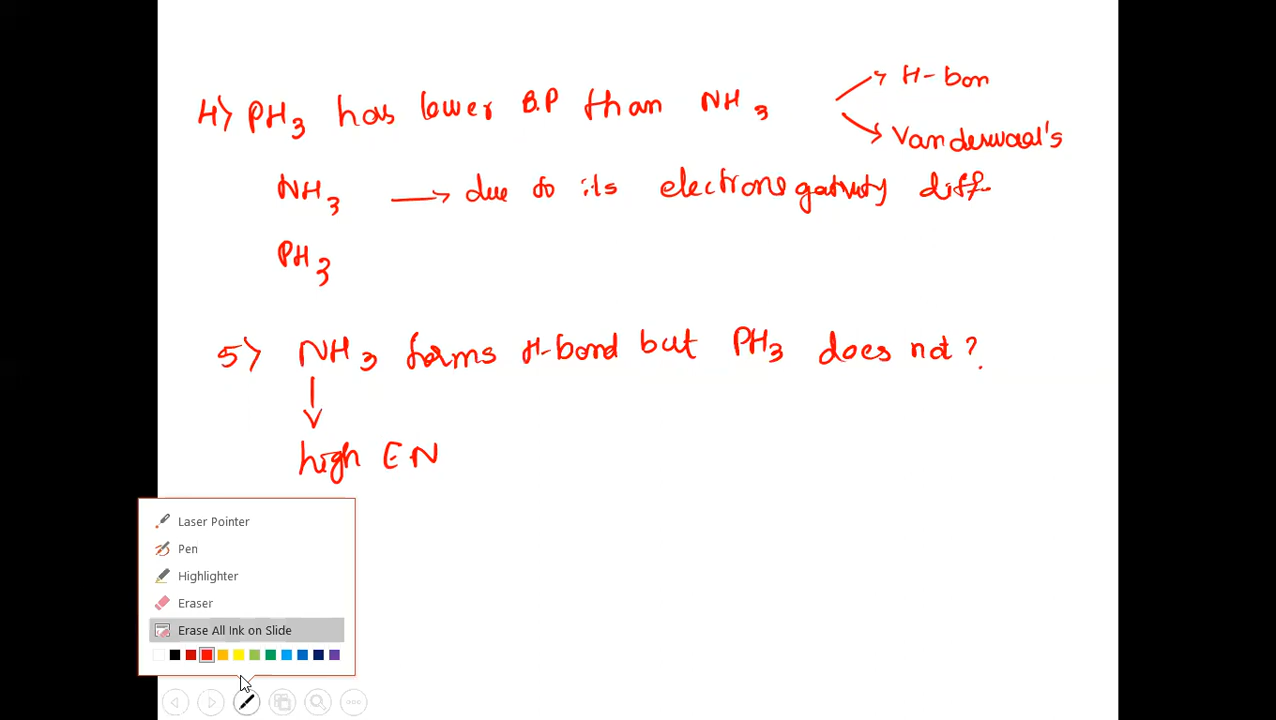 4) PH3 has lower B.P than NH3
→ H-bon
→ Vanderwaal's
NH3 → due to its electronegativity diff
PH3
5) NH3 forms H-bond but PH3 does not?
↓
high EN
Laser Pointer
Pen
Highlighter
Eraser
Erase All Ink on Slide